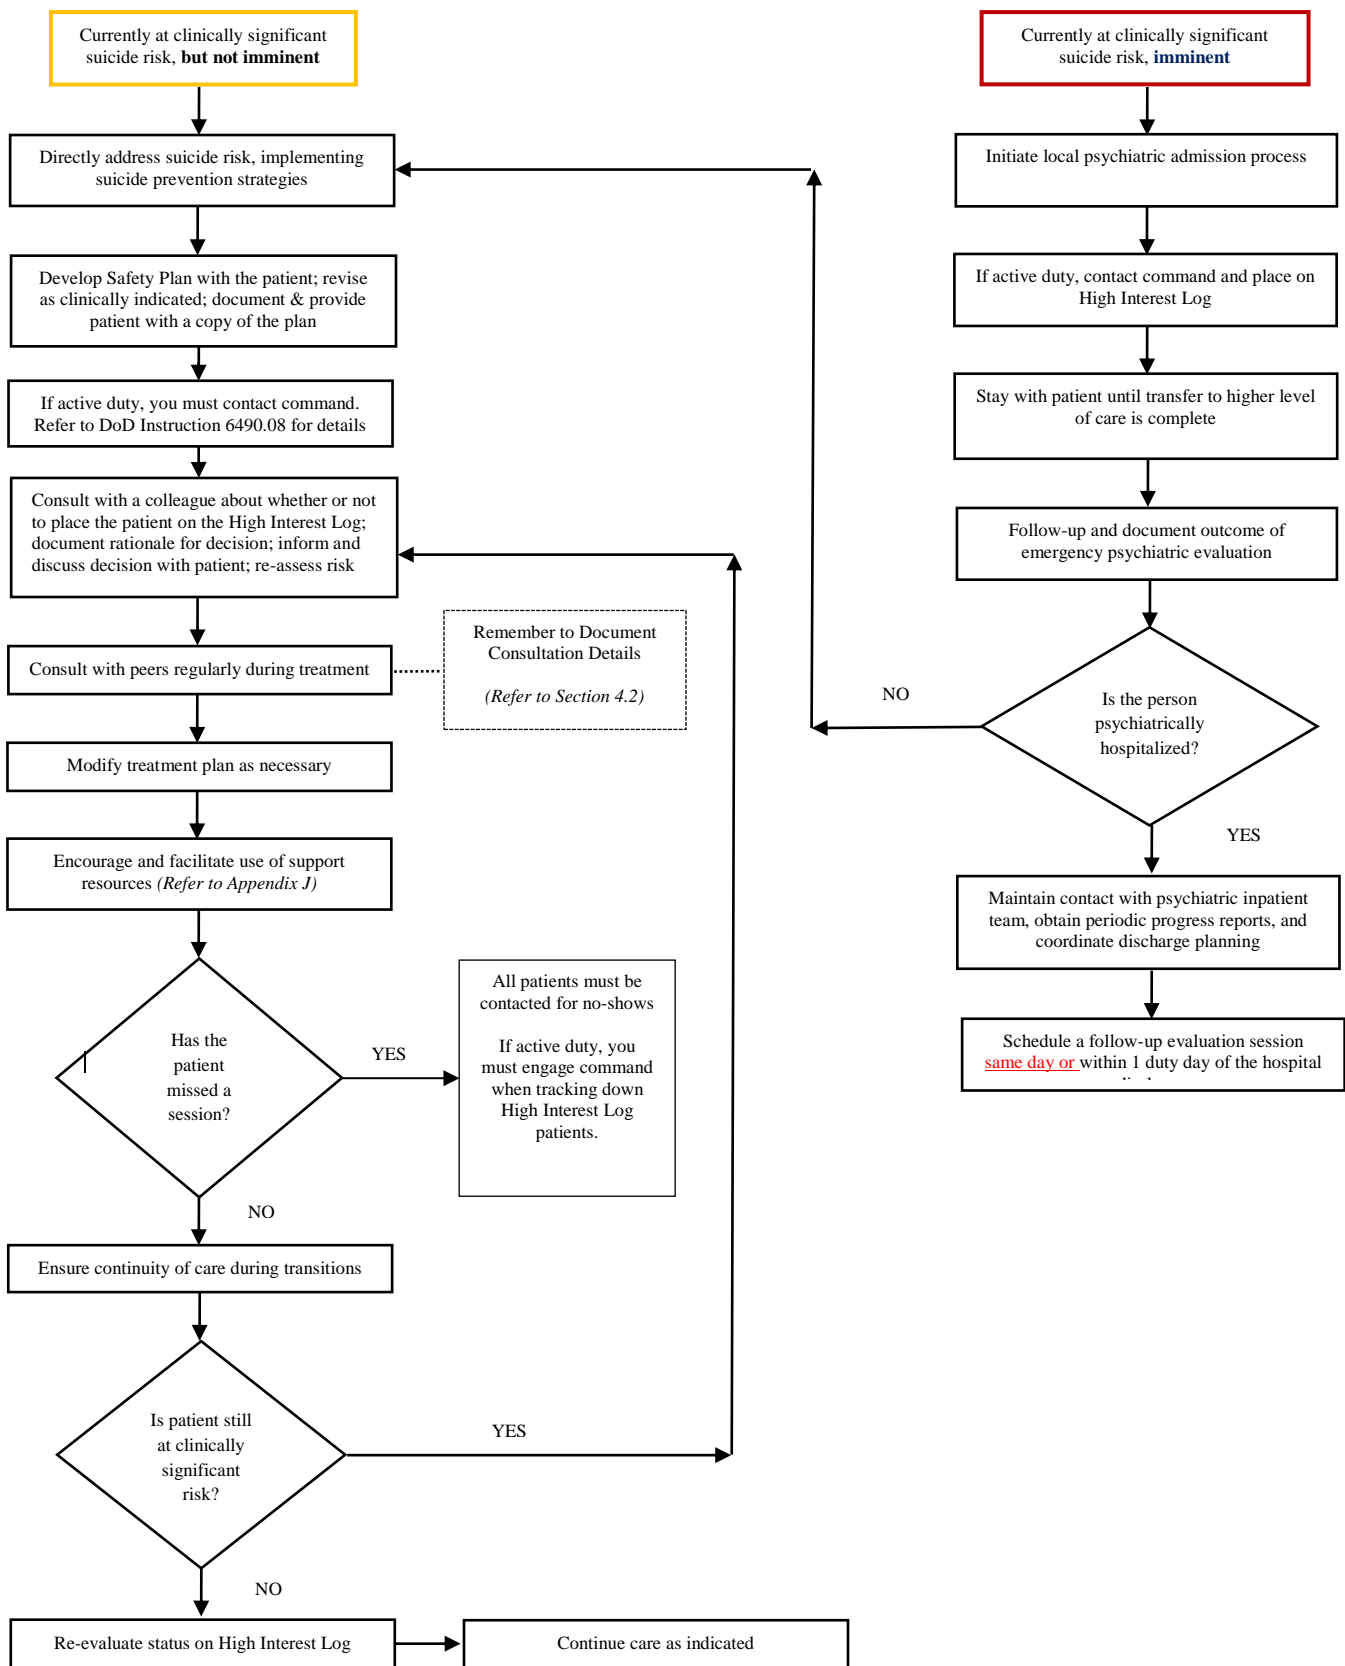 Currently at clinically significant
suicide risk, but not imminent
Directly address suicide risk, implementing
suicide prevention strategies
Develop Safety Plan with the patient; revise
as clinically indicated; document & provide
patient with a copy of the plan
If active duty, you must contact command.
Refer to DoD Instruction 6490.08 for details
Consult with a colleague about whether or not
to place the patient on the High Interest Log;
document rationale for decision; inform and
discuss decision with patient; re-assess risk
Consult with peers regularly during treatment
Remember to Document
Consultation Details
(Refer to Section 4.2)
Modify treatment plan as necessary
Encourage and facilitate use of support
resources (Refer to Appendix J)
Has the
patient
missed a
session?
YES
All patients must be
contacted for no-shows
If active duty, you
must engage command
when tracking down
High Interest Log
patients.
NO
Ensure continuity of care during transitions
Is patient still
at clinically
significant
risk?
YES
NO
Re-evaluate status on High Interest Log
Continue care as indicated
Currently at clinically significant
suicide risk, imminent
Initiate local psychiatric admission process
If active duty, contact command and place on
High Interest Log
Stay with patient until transfer to higher level
of care is complete
Follow-up and document outcome of
emergency psychiatric evaluation
Is the person
psychiatrically
hospitalized?
NO
YES
Maintain contact with psychiatric inpatient
team, obtain periodic progress reports, and
coordinate discharge planning
Schedule a follow-up evaluation session
same day or within 1 duty day of the hospital